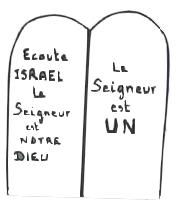 Ecoute
ISRAEL
Le
Seigneur
est
NOTRE
DIEU
Le
Seigneur
est
UN